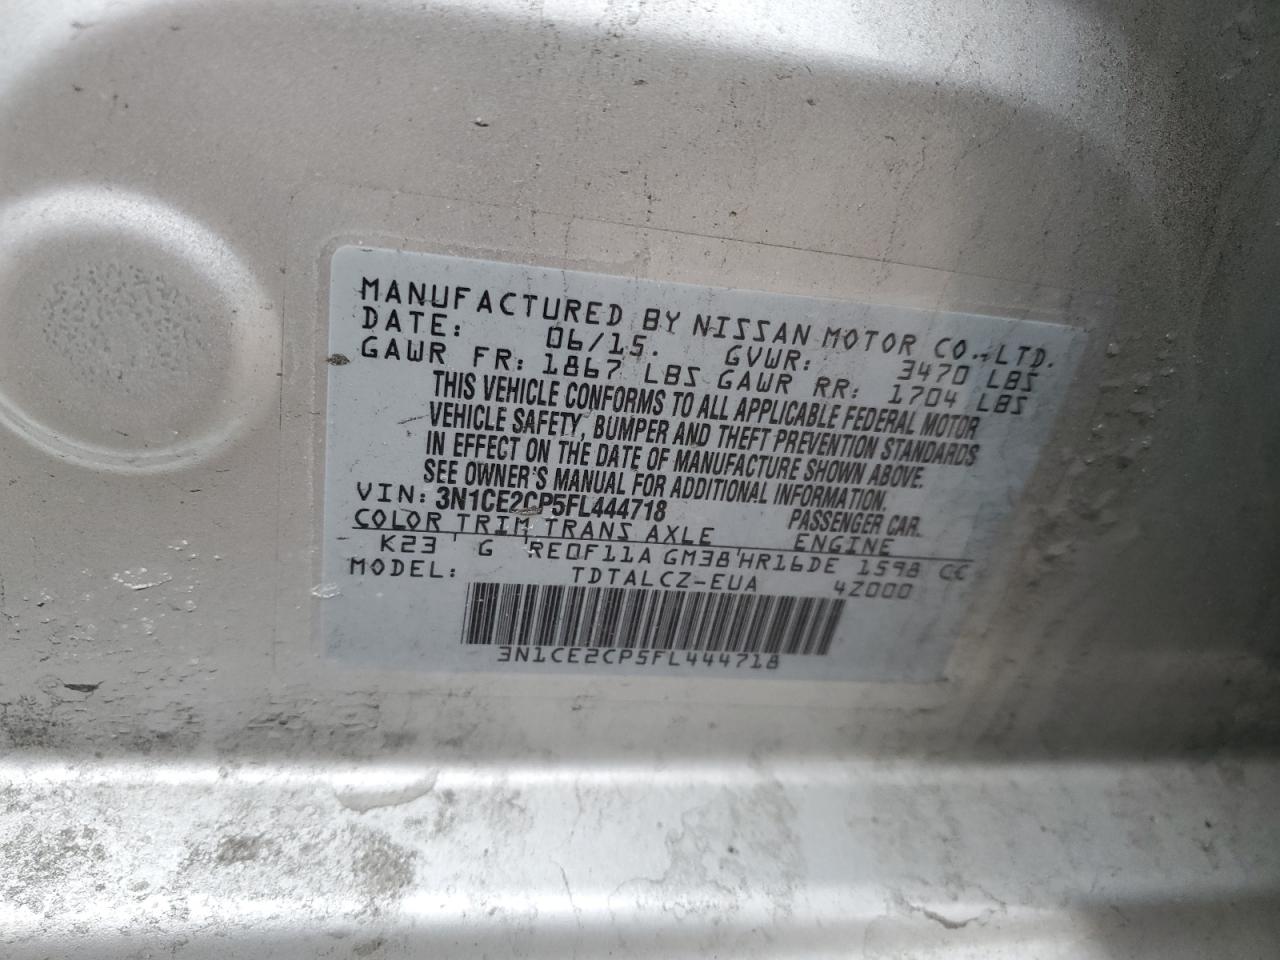 MANUFACTURED BY NISSAN MOTOR CO., LTD.
DATE: 06/15. GVWR: 3470 LBS
GAWR FR: 1867 LBS GAWR RR: 1704 LBS
THIS VEHICLE CONFORMS TO ALL APPLICABLE FEDERAL MOTOR
VEHICLE SAFETY, BUMPER AND THEFT PREVENTION STANDARDS
IN EFFECT ON THE DATE OF MANUFACTURE SHOWN ABOVE.
SEE OWNER'S MANUAL FOR ADDITIONAL INFORMATION.
VIN: 3N1CE2CP5FL444718 PASSENGER CAR.
COLOR TRIM TRANS AXLE ENGINE
K23 G RE0F11A GM38 HR16DE 1598 CC
MODEL: TDTALCZ-EUA 4Z000
3N1CE2CP5FL444718